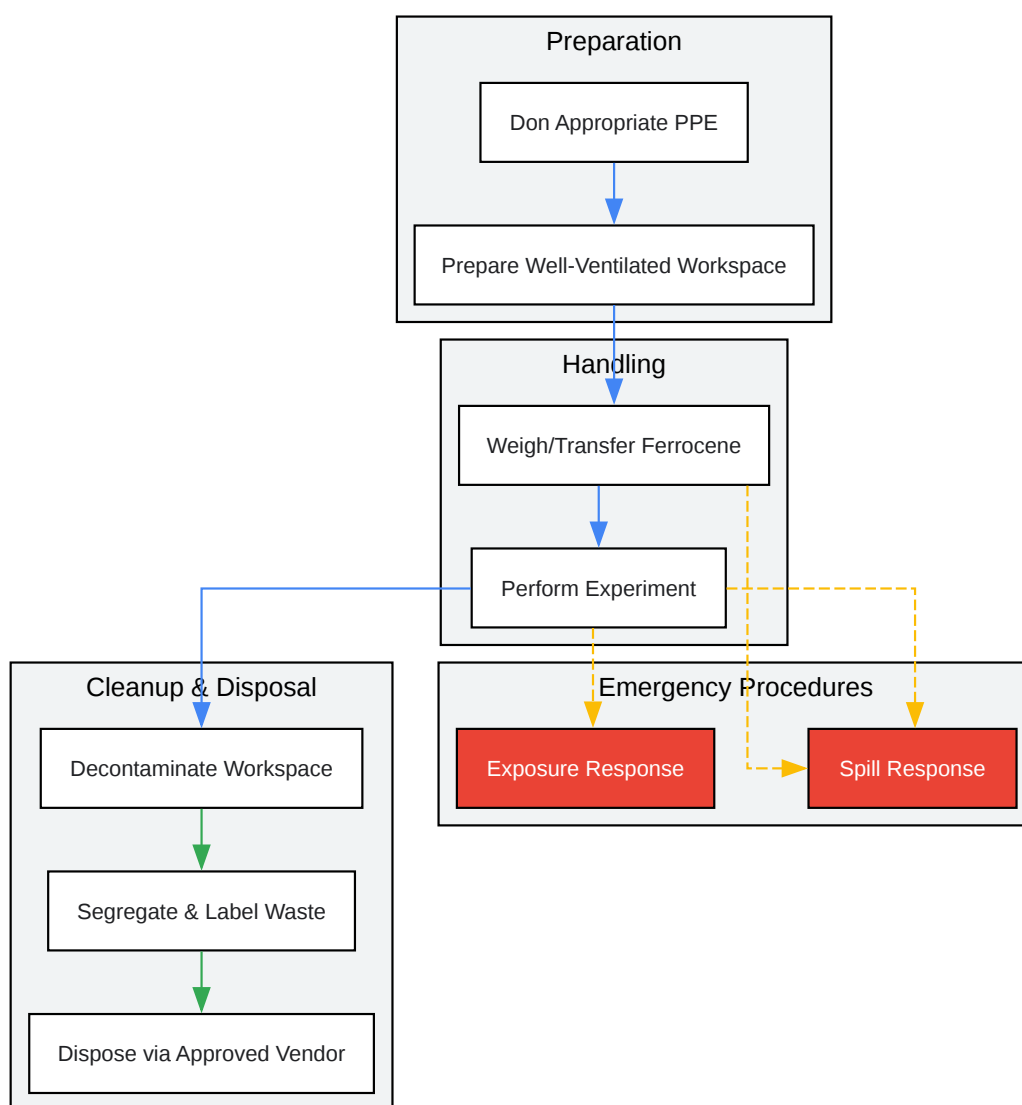 Preparation
Don Appropriate PPE
Prepare Well-Ventilated Workspace
Handling
Weigh/Transfer Ferrocene
Perform Experiment
Cleanup & Disposal
Decontaminate Workspace
Segregate & Label Waste
Dispose via Approved Vendor
Emergency Procedures
Exposure Response
Spill Response